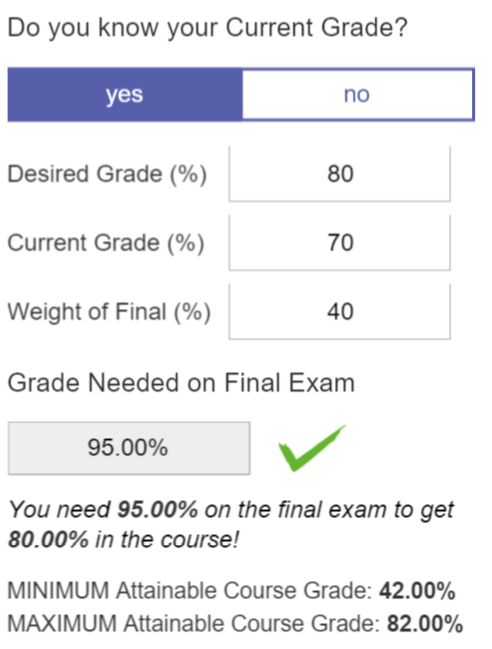 Do you know your Current Grade?
yes no
Desired Grade (%) 80
Current Grade (%) 70
Weight of Final (%) 40
Grade Needed on Final Exam
95.00%
You need 95.00% on the final exam to get
80.00% in the course!
MINIMUM Attainable Course Grade: 42.00%
MAXIMUM Attainable Course Grade: 82.00%